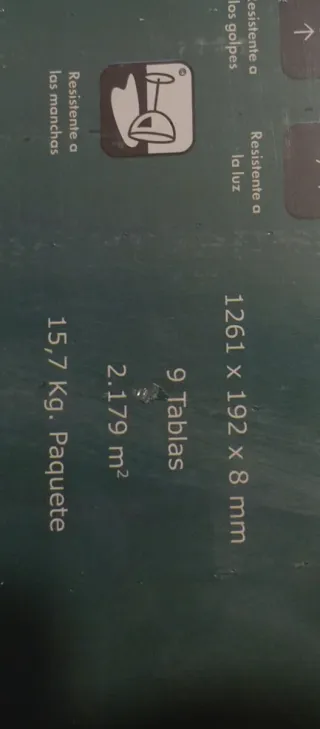 Resistente a
los golpes
Resistente a
la luz
Resistente a
las manchas
1261 x 192 x 8 mm
9 Tablas
2.179 m²
15,7 Kg. Paquete